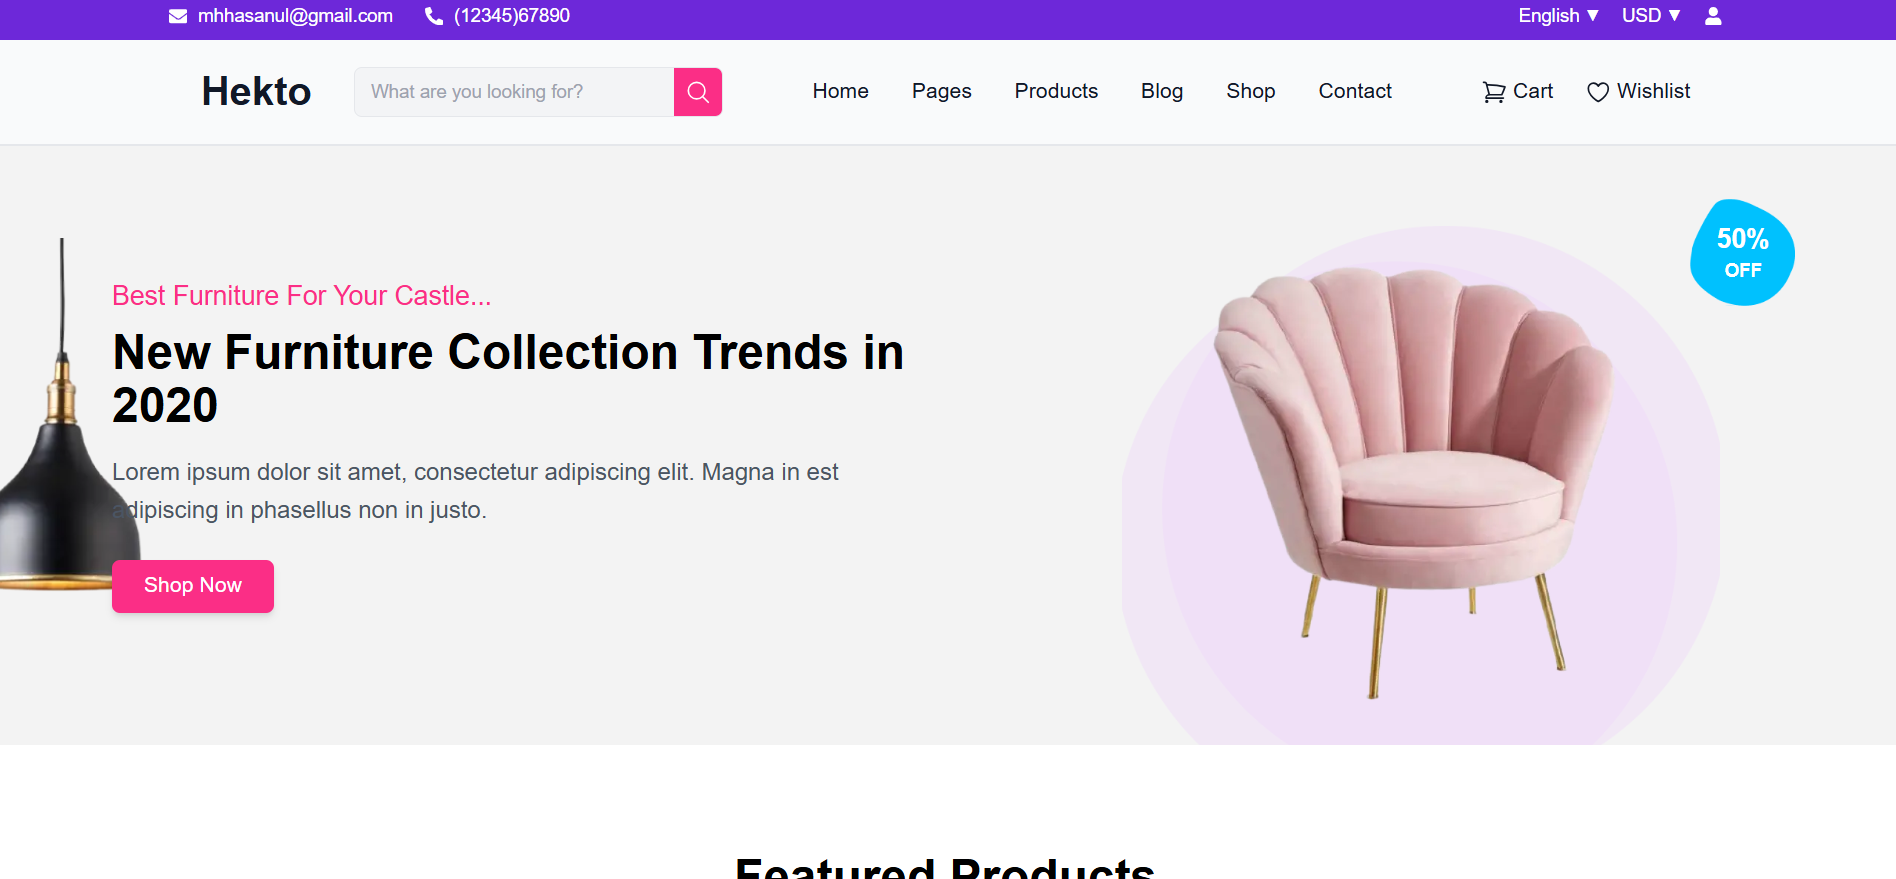 mhhasanul@gmail.com (12345)67890 English ▼ USD ▼
Hekto What are you looking for? Home Pages Products Blog Shop Contact Cart Wishlist
50%
OFF
Best Furniture For Your Castle...
New Furniture Collection Trends in
2020
Lorem ipsum dolor sit amet, consectetur adipiscing elit. Magna in est
adipiscing in phasellus non in justo.
Shop Now
Featured Products